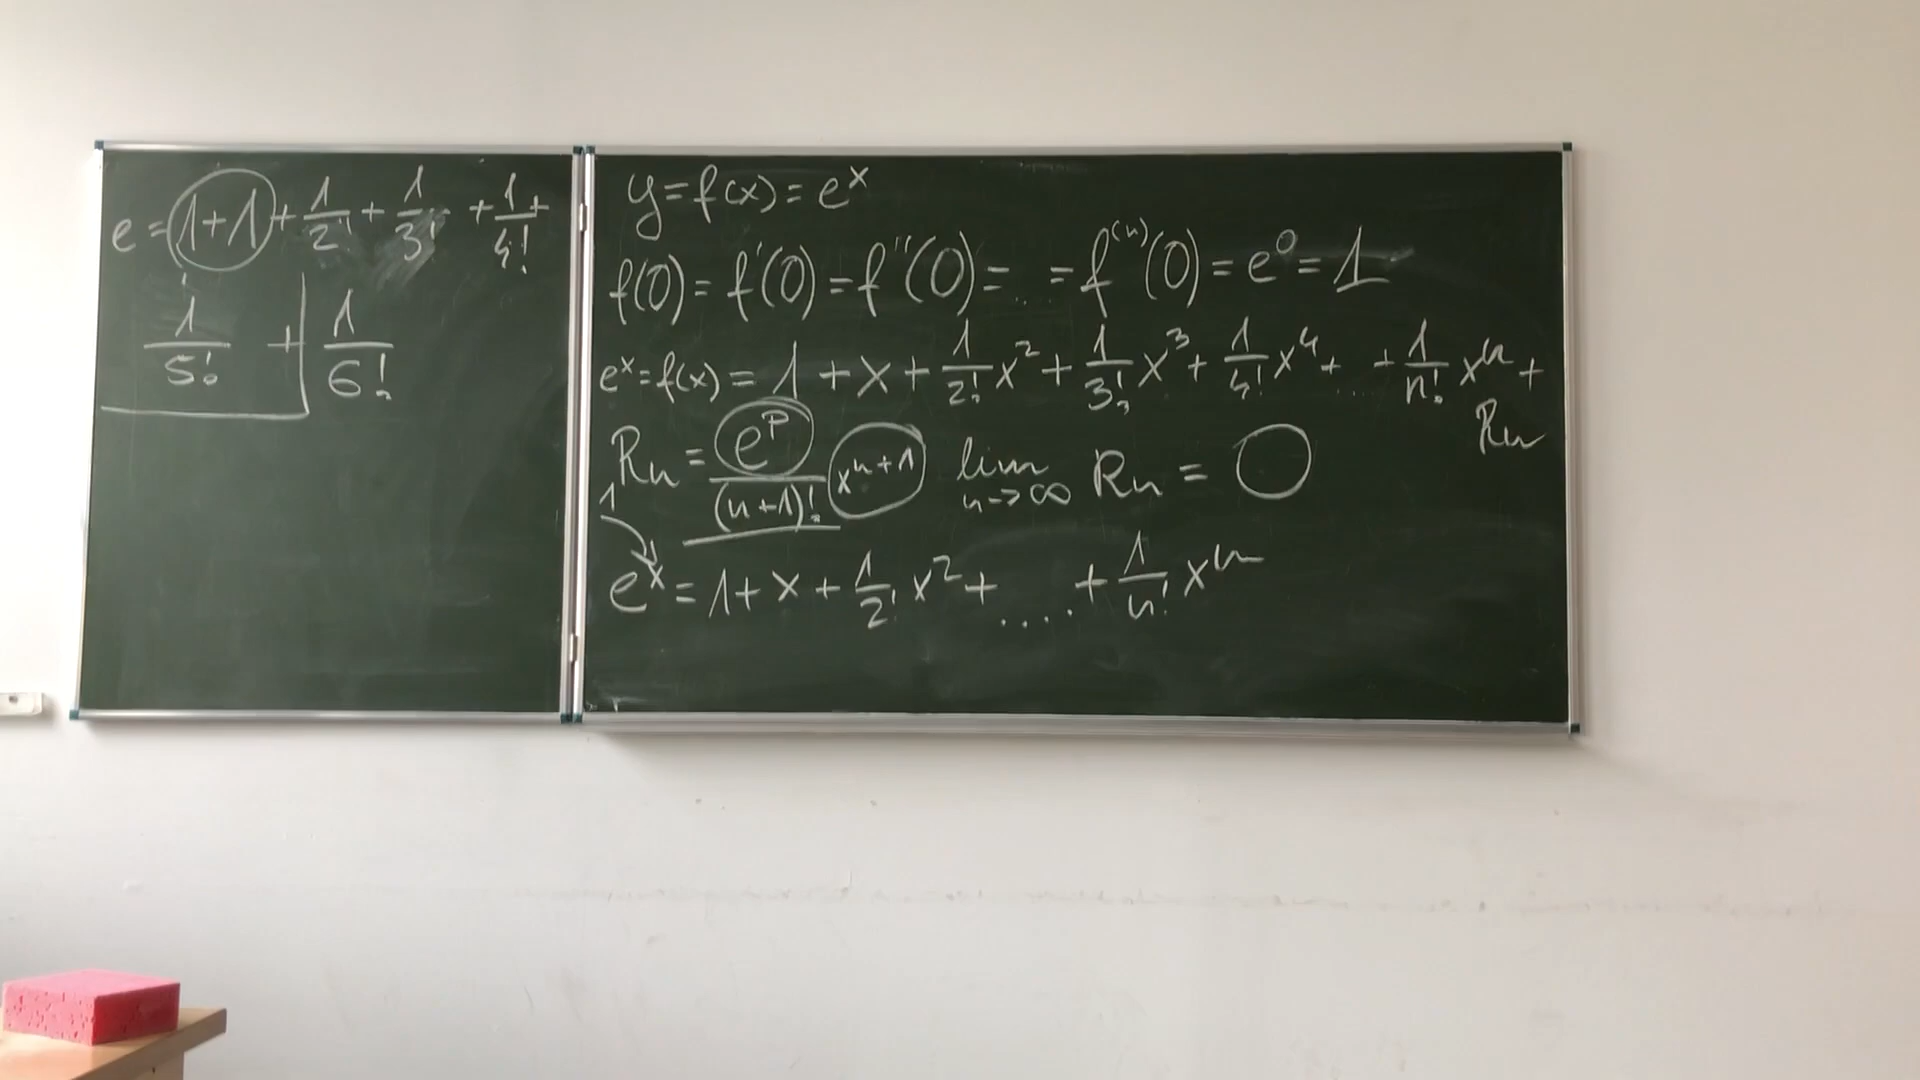 e = 1+1 + 1/2! + 1/3! + 1/4! +
1/5! + 1/6!
y = f(x) = e^x
f(0) = f'(0) = f''(0) = ... = f^(n)(0) = e^0 = 1
e^x = f(x) = 1 + x + 1/2! x^2 + 1/3! x^3 + 1/4! x^4 + ... + 1/n! x^n +
Rn
Rn = e^p/(n+1)! x^n+1 lim n->∞ Rn = 0
1
e^x = 1 + x + 1/2! x^2 + .... + 1/n! x^n